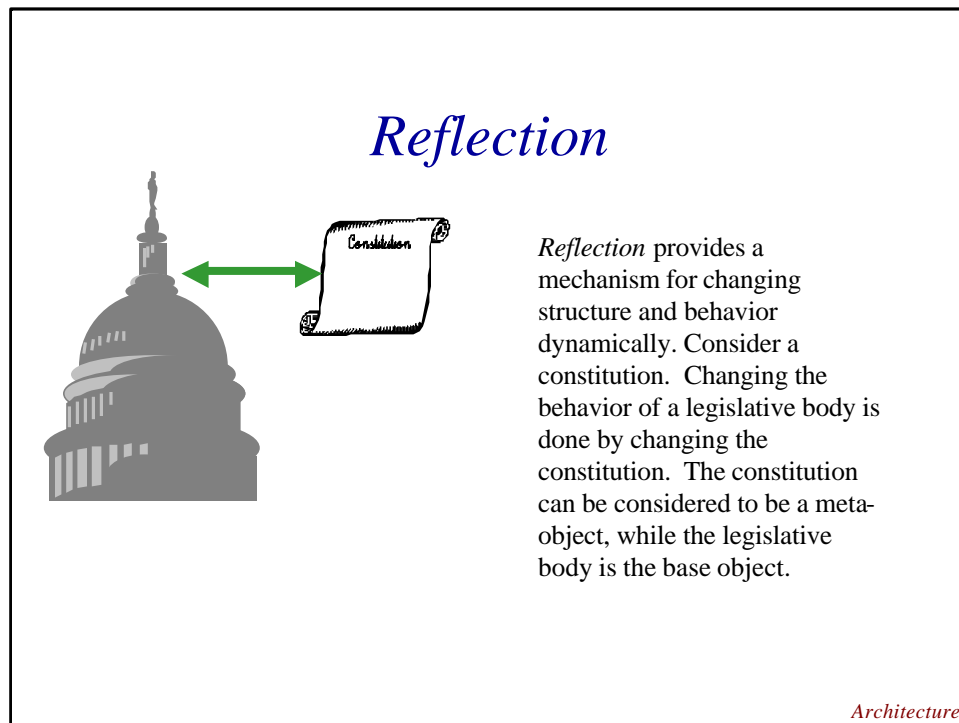 Reflection
Constitution
Reflection provides a
mechanism for changing
structure and behavior
dynamically. Consider a
constitution.  Changing the
behavior of a legislative body is
done by changing the
constitution.  The constitution
can be considered to be a meta-
object, while the legislative
body is the base object.
Architecture